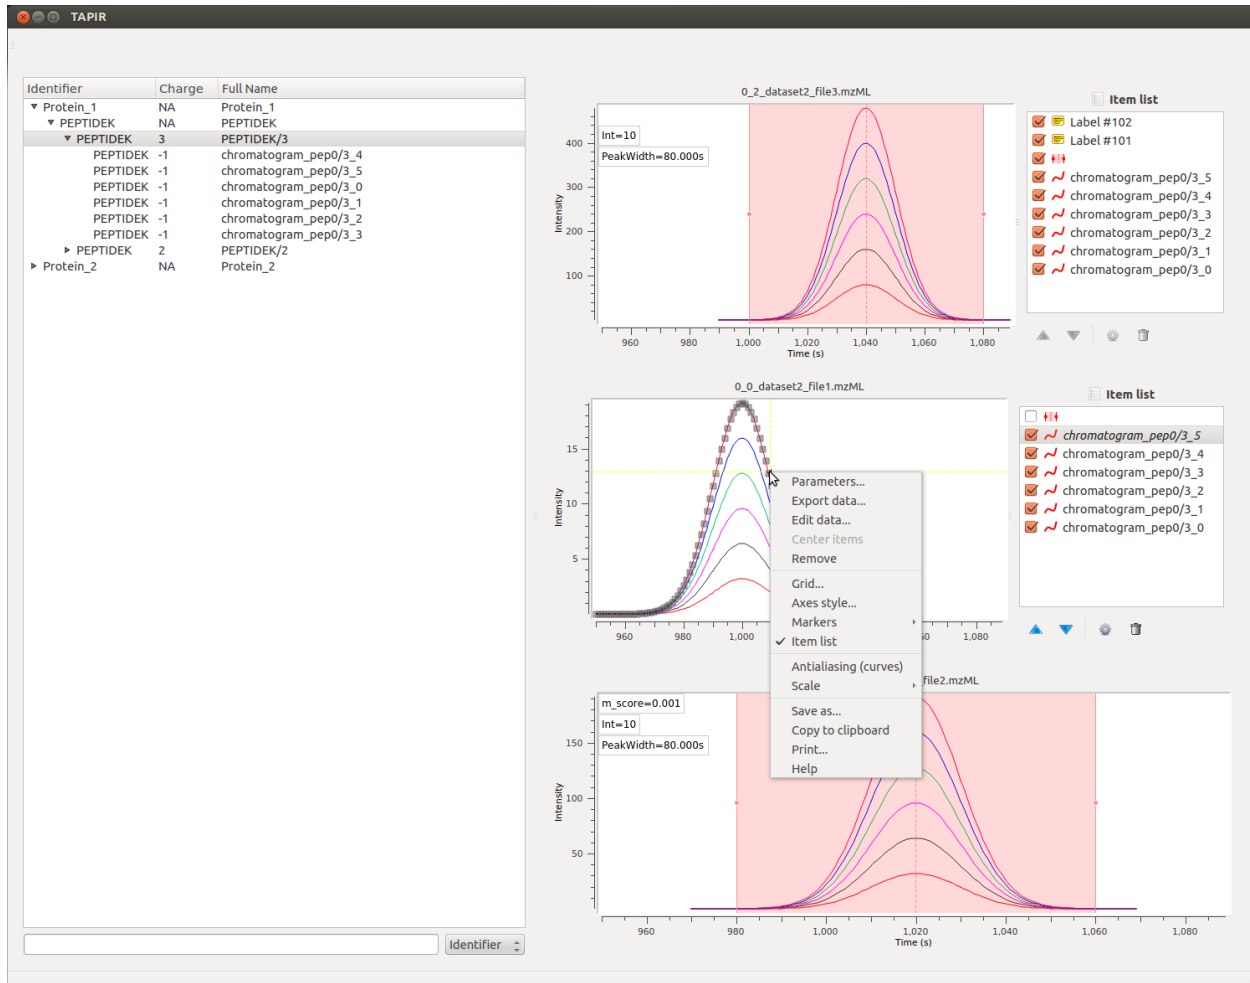 TAPIR
Identifier Charge Full Name
Protein_1 NA Protein_1
PEPTIDEK NA PEPTIDEK
PEPTIDEK 3 PEPTIDEK/3
PEPTIDEK -1 chromatogram_pep0/3_4
PEPTIDEK -1 chromatogram_pep0/3_5
PEPTIDEK -1 chromatogram_pep0/3_0
PEPTIDEK -1 chromatogram_pep0/3_1
PEPTIDEK -1 chromatogram_pep0/3_2
PEPTIDEK -1 chromatogram_pep0/3_3
PEPTIDEK 2 PEPTIDEK/2
Protein_2 NA Protein_2
Identifier
0_2_dataset2_file3.mzML
Int=10
PeakWidth=80.000s
400
300
200
100
Intensity
960 980 1,000 1,020 1,040 1,060 1,080
Time (s)
Item list
Label #102
Label #101
chromatogram_pep0/3_5
chromatogram_pep0/3_4
chromatogram_pep0/3_3
chromatogram_pep0/3_2
chromatogram_pep0/3_1
chromatogram_pep0/3_0
0_0_dataset2_file1.mzML
15
10
5
Intensity
960 980 1,000 60 1,080
Item list
chromatogram_pep0/3_5
chromatogram_pep0/3_4
chromatogram_pep0/3_3
chromatogram_pep0/3_2
chromatogram_pep0/3_1
chromatogram_pep0/3_0
Parameters...
Export data...
Edit data...
Center items
Remove
Grid...
Axes style...
Markers
Item list
Antialiasing (curves)
Scale
Save as...
Copy to clipboard
Print...
Help
file2.mzML
m_score=0.001
Int=10
PeakWidth=80.000s
150
100
50
Intensity
960 980 1,000 1,020 1,040 1,060 1,080
Time (s)